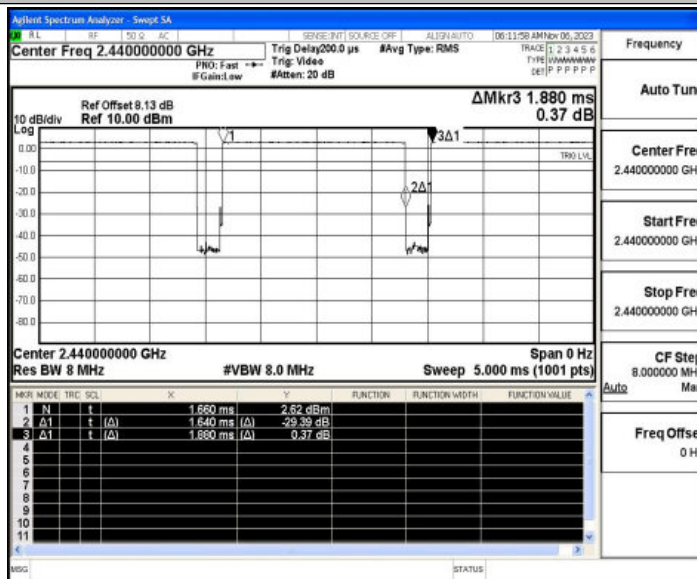 Agilent Spectrum Analyzer - Swept SA
RL RF 50 Ω AC SENSE:INT SOURCE OFF ALIGN AUTO 06:11:58 AM Nov 06, 2023
Center Freq 2.440000000 GHz
PNO: Fast
IFGain:Low
Trig Delay200.0 µs
Trig: Video
#Atten: 20 dB
#Avg Type: RMS
TRACE 1 2 3 4 5 6
TYPE WWWWWW
DET P P P P P P
Ref Offset 8.13 dB
10 dB/div Ref 10.00 dBm
Log
ΔMkr3 1.880 ms
0.37 dB
1
3Δ1
0.00
TRIG LVL
-10.0
2Δ1
-20.0
-30.0
-40.0
-50.0
-60.0
-70.0
-80.0
Center 2.440000000 GHz Span 0 Hz
Res BW 8 MHz #VBW 8.0 MHz Sweep 5.000 ms (1001 pts)
MKR MODE TRC SCL X Y FUNCTION FUNCTION WIDTH FUNCTION VALUE
1 N t 1.660 ms 2.62 dBm
2 Δ1 t (Δ) 1.640 ms (Δ) -29.39 dB
3 Δ1 t (Δ) 1.880 ms (Δ) 0.37 dB
4
5
6
7
8
9
10
11
MSG STATUS
Frequency
Auto Tun
Center Fre
2.440000000 GH
Start Fre
2.440000000 GH
Stop Fre
2.440000000 GH
CF Step
8.000000 MH
Auto Ma
Freq Offse
0 H